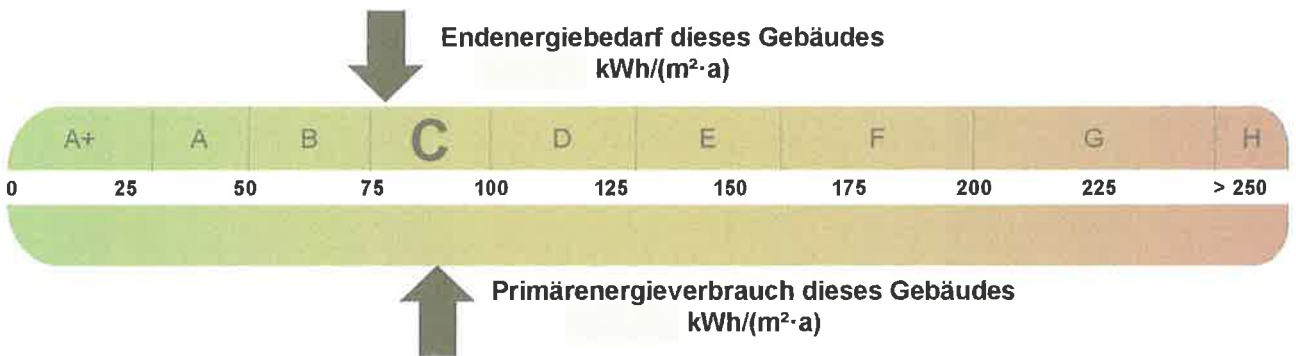 Endenergiebedarf dieses Gebäudes
kWh/(m²·a)
A+ A B C D E F G H
0 25 50 75 100 125 150 175 200 225 > 250
Primärenergieverbrauch dieses Gebäudes
kWh/(m²·a)